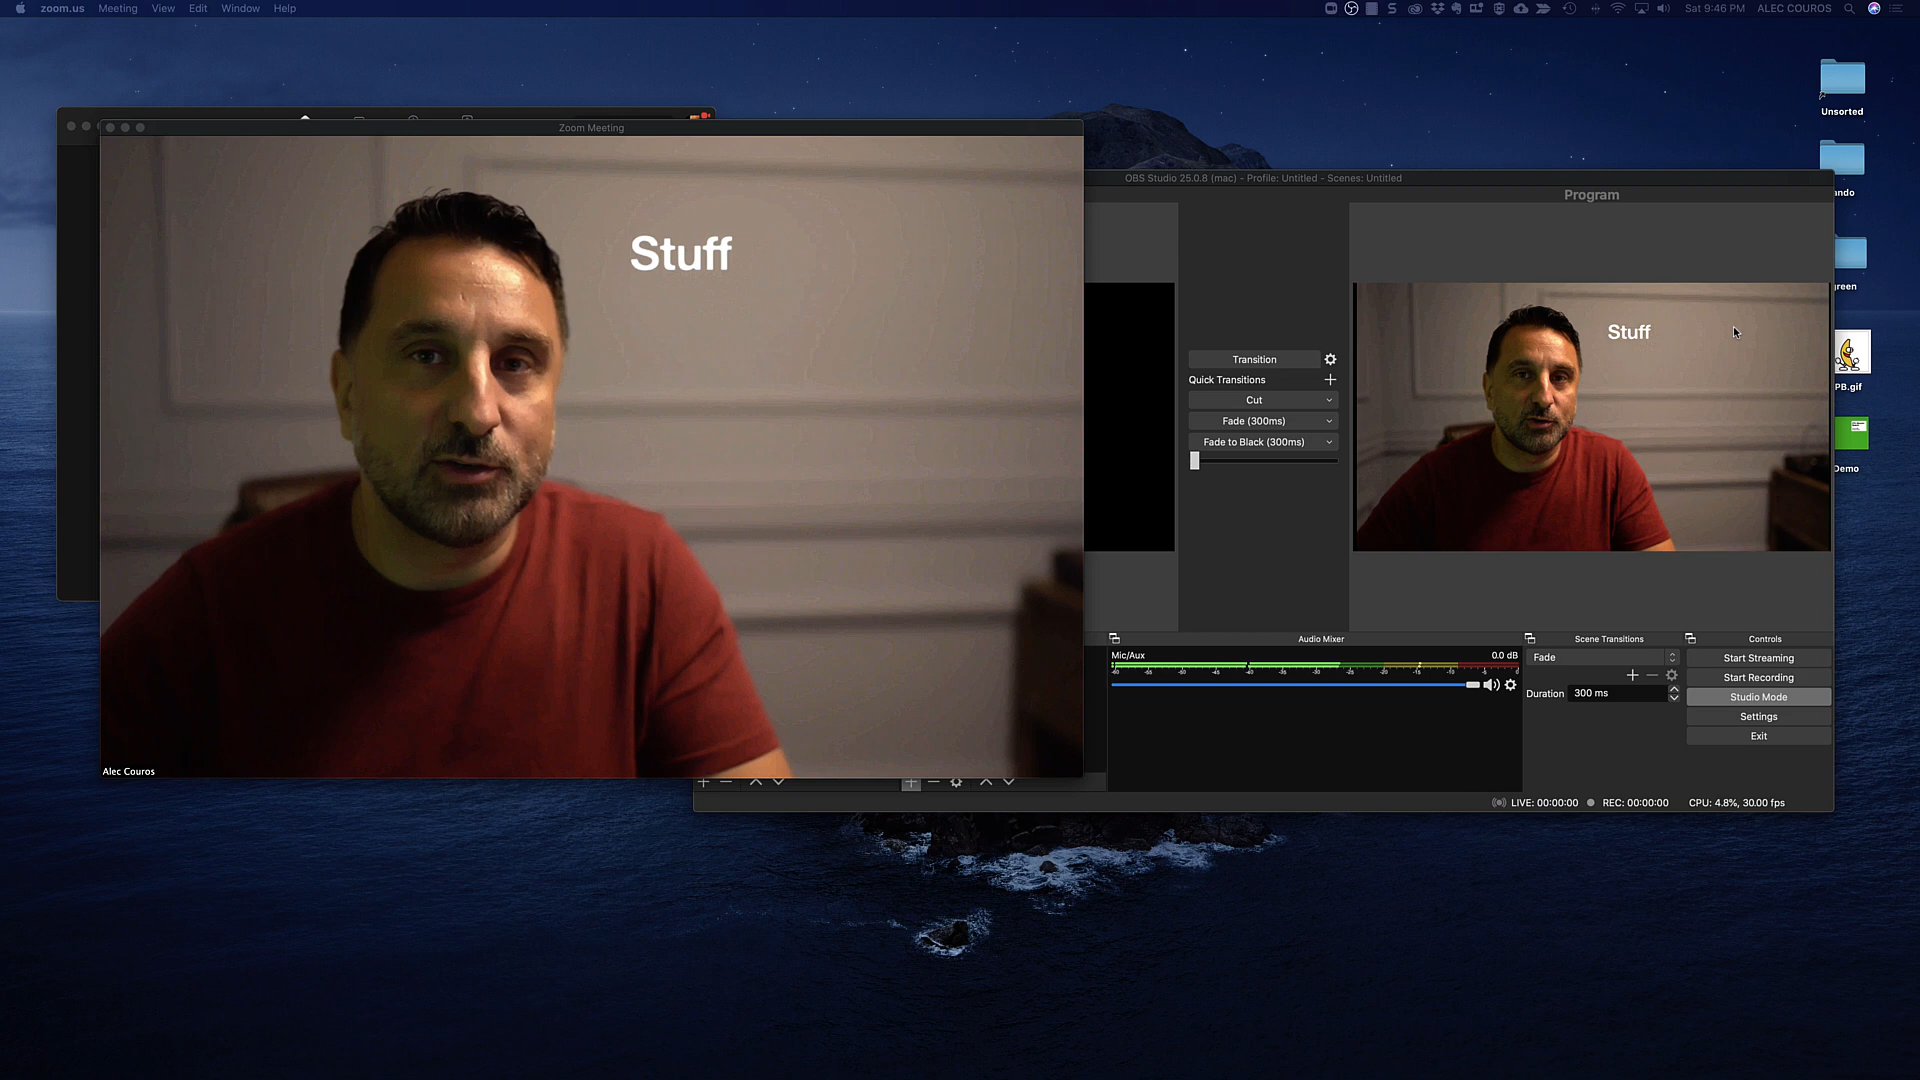 zoom.us Meeting View Edit Window Help
Sat 9:46 PM ALEC COUROS
Unsorted
Zoom Meeting
OBS Studio 25.0.8 (mac) - Profile: Untitled - Scenes: Untitled
Program
Stuff
Stuff
PB.gif
Demo
Transition
Quick Transitions
Cut
Fade (300ms)
Fade to Black (300ms)
Audio Mixer
Scene Transitions
Controls
Mic/Aux 0.0 dB
Fade
Duration 300 ms
Start Streaming
Start Recording
Studio Mode
Settings
Exit
Alec Couros
LIVE: 00:00:00 REC: 00:00:00 CPU: 4.8%, 30.00 fps